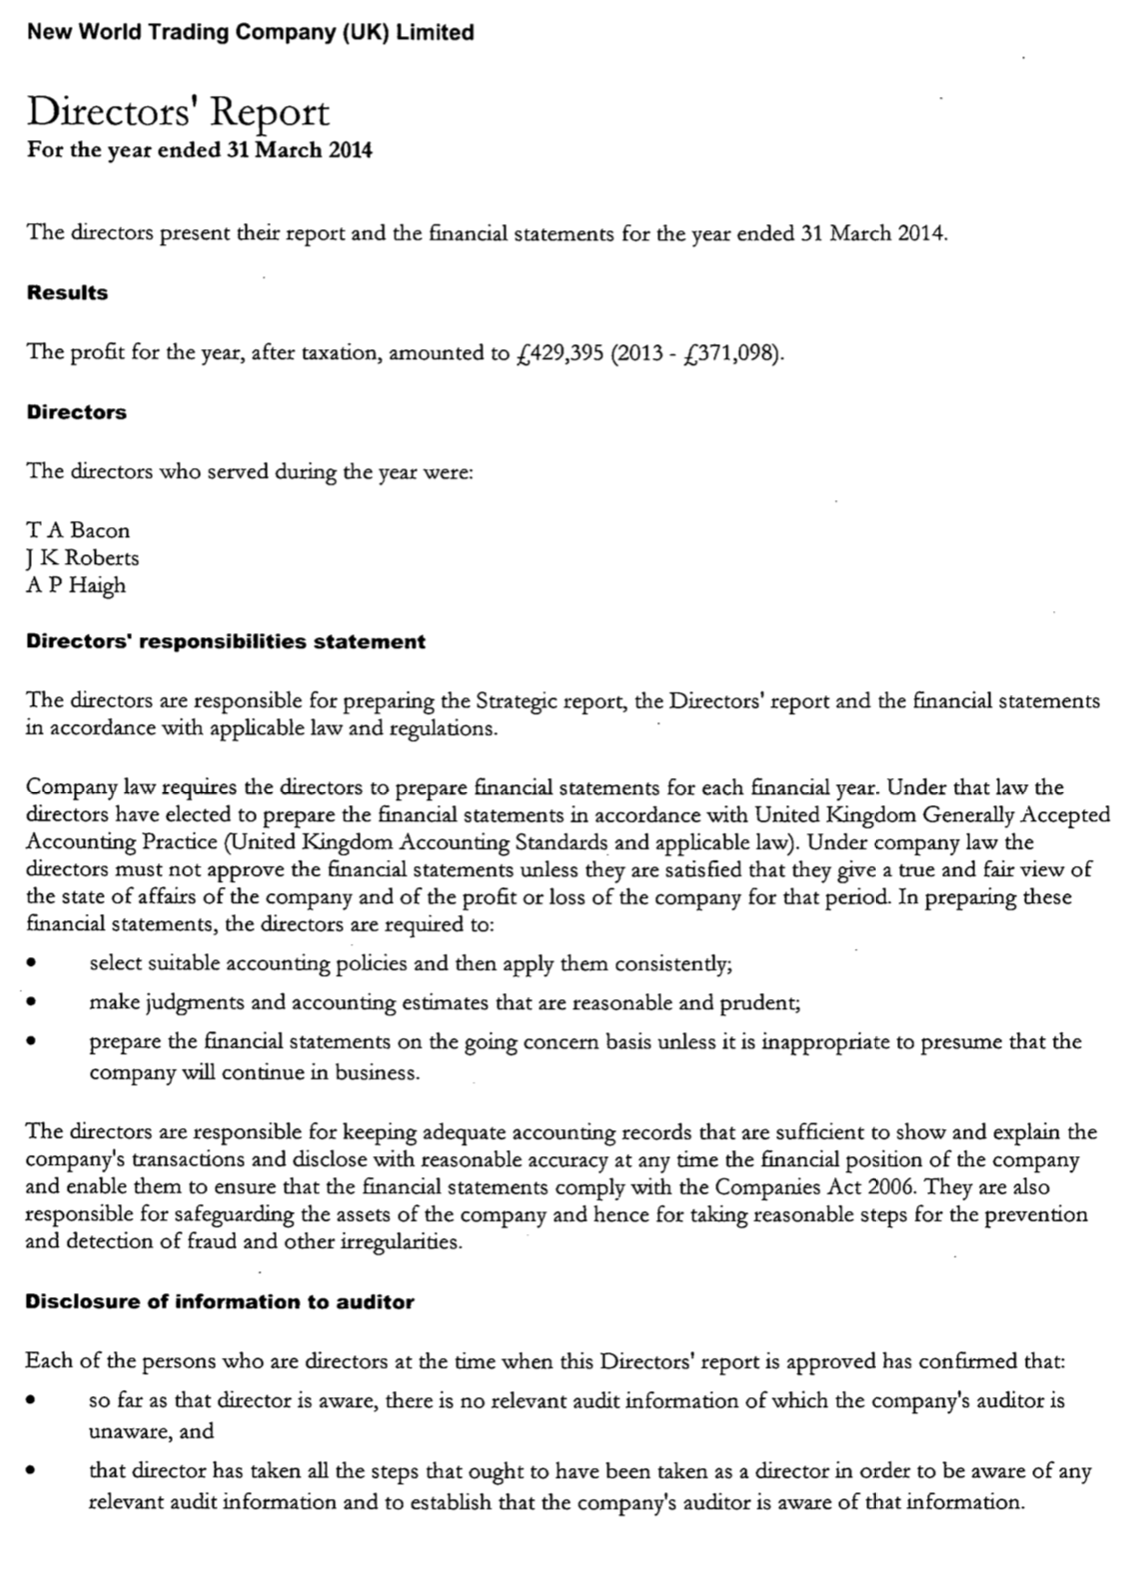 New World Trading Company (UK) Limited
Directors' Report
For the year ended 31 March 2014
The directors present their report and the financial statements for the year ended 31 March 2014.
Results
The profit for the year, after taxation, amounted to £429,395 (2013 - £371,098).
Directors
The directors who served during the year were:
T A Bacon
J K Roberts
A P Haigh
Directors' responsibilities statement
The directors are responsible for preparing the Strategic report, the Directors' report and the financial statements
in accordance with applicable law and regulations.
Company law requires the directors to prepare financial statements for each financial year. Under that law the
directors have elected to prepare the financial statements in accordance with United Kingdom Generally Accepted
Accounting Practice (United Kingdom Accounting Standards and applicable law). Under company law the
directors must not approve the financial statements unless they are satisfied that they give a true and fair view of
the state of affairs of the company and of the profit or loss of the company for that period. In preparing these
financial statements, the directors are required to:
• select suitable accounting policies and then apply them consistently;
• make judgments and accounting estimates that are reasonable and prudent;
• prepare the financial statements on the going concern basis unless it is inappropriate to presume that the
company will continue in business.
The directors are responsible for keeping adequate accounting records that are sufficient to show and explain the
company's transactions and disclose with reasonable accuracy at any time the financial position of the company
and enable them to ensure that the financial statements comply with the Companies Act 2006. They are also
responsible for safeguarding the assets of the company and hence for taking reasonable steps for the prevention
and detection of fraud and other irregularities.
Disclosure of information to auditor
Each of the persons who are directors at the time when this Directors' report is approved has confirmed that:
• so far as that director is aware, there is no relevant audit information of which the company's auditor is
unaware, and
• that director has taken all the steps that ought to have been taken as a director in order to be aware of any
relevant audit information and to establish that the company's auditor is aware of that information.